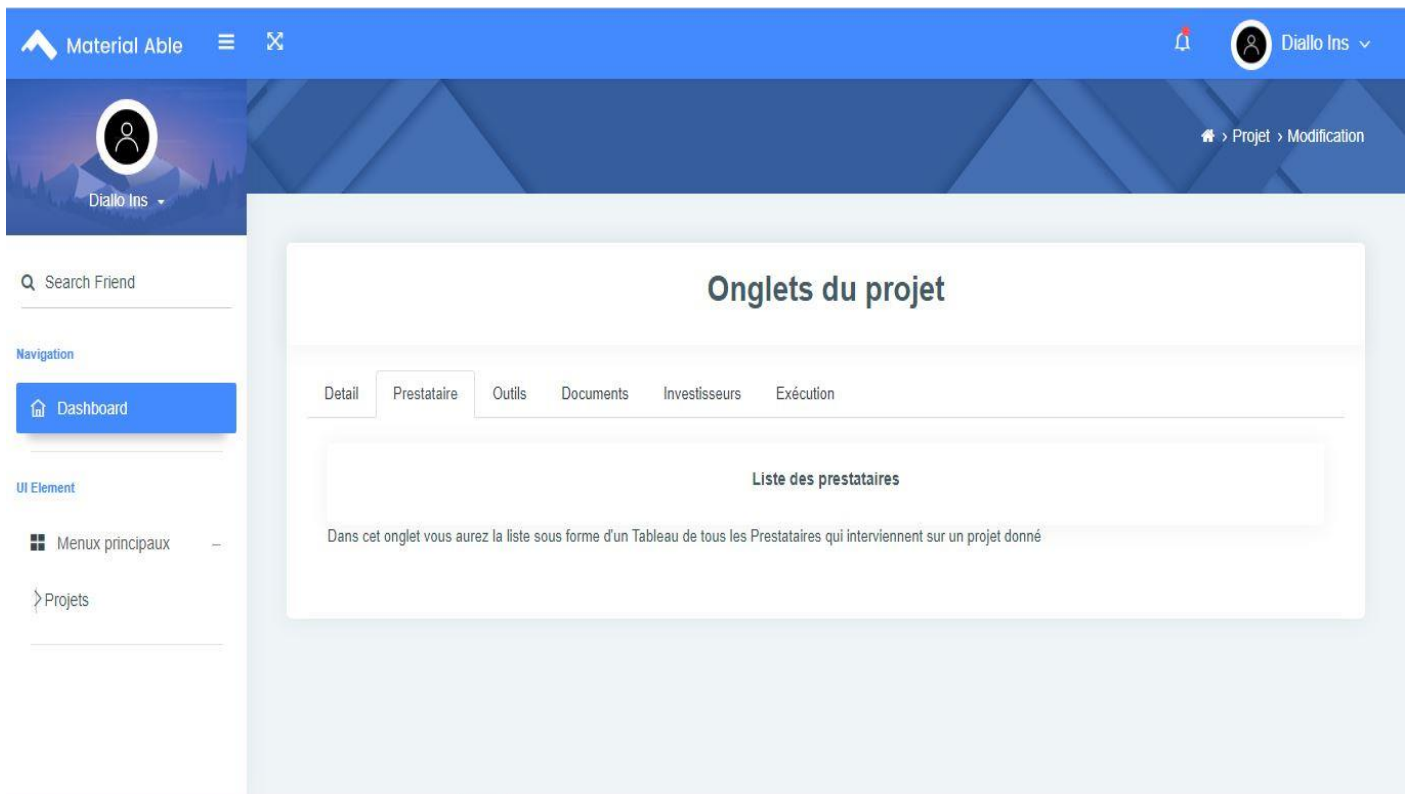 Material Able
Diallo Ins
Diallo Ins
> Projet > Modification
Search Friend
Navigation
Dashboard
UI Element
Menux principaux
Projets
Onglets du projet
Detail Prestataire Outils Documents Investisseurs Exécution
Liste des prestataires
Dans cet onglet vous aurez la liste sous forme d'un Tableau de tous les Prestataires qui interviennent sur un projet donné